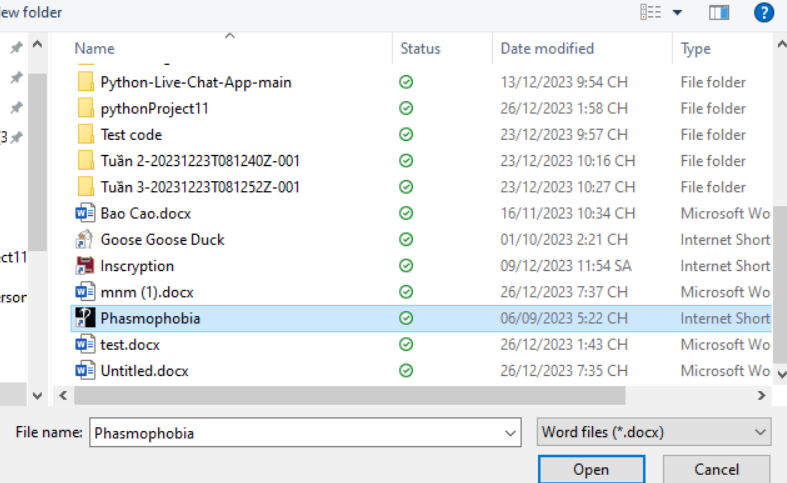 ew folder
Name Status Date modified Type
Python-Live-Chat-App-main 13/12/2023 9:54 CH File folder
pythonProject11 26/12/2023 1:58 CH File folder
Test code 23/12/2023 9:57 CH File folder
Tuần 2-20231223T081240Z-001 23/12/2023 10:16 CH File folder
Tuần 3-20231223T081252Z-001 23/12/2023 10:27 CH File folder
Bao Cao.docx 16/11/2023 10:34 CH Microsoft Wo
Goose Goose Duck 01/10/2023 2:21 CH Internet Short
ect11
Inscryption 09/12/2023 11:54 SA Internet Short
erson
mnm (1).docx 26/12/2023 7:37 CH Microsoft Wo
Phasmophobia 06/09/2023 5:22 CH Internet Short
test.docx 26/12/2023 1:43 CH Microsoft Wo
Untitled.docx 26/12/2023 7:35 CH Microsoft Wo
File name: Phasmophobia Word files (*.docx)
Open Cancel